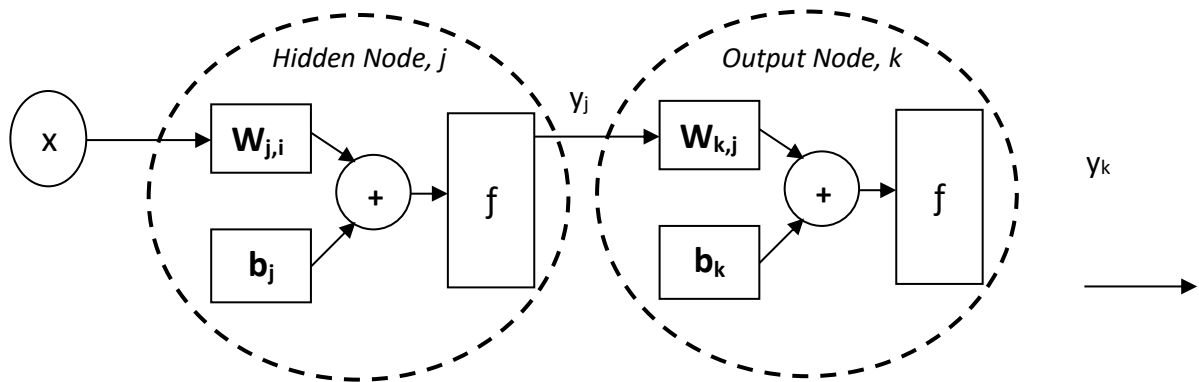 Hidden Node, j
Output Node, k
x
Wj,i
+
bj
ƒ
yj
Wk,j
+
bk
ƒ
yk